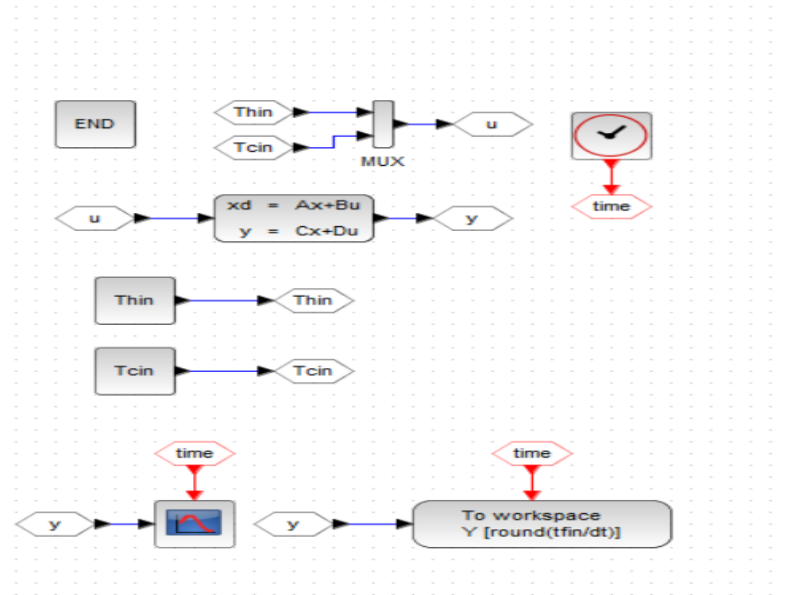 END
Thin
Tcin
MUX
u
time
u
xd = Ax+Bu
y = Cx+Du
y
Thin
Thin
Tcin
Tcin
time
time
y
y
To workspace
Y [round(tfin/dt)]